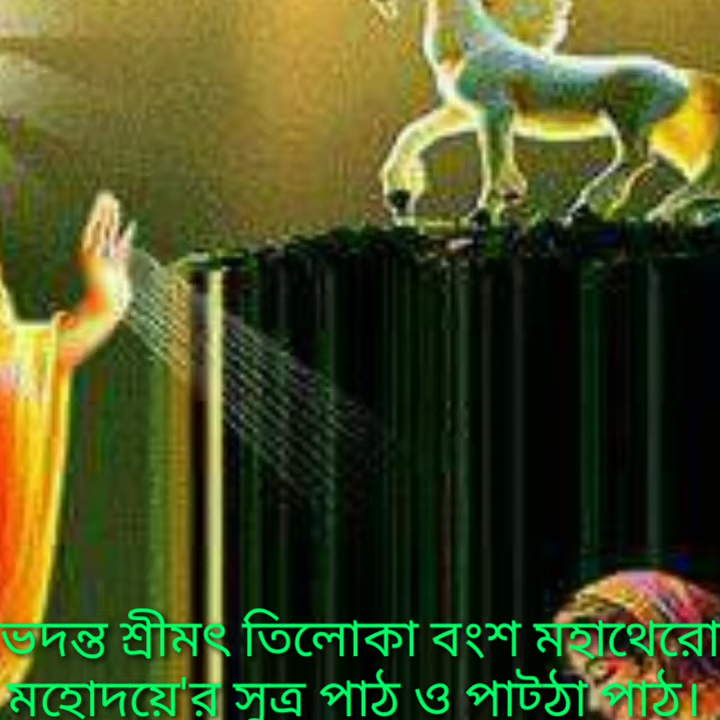 ভদন্ত শ্রীমৎ তিলোকা বংশ মহাথেরো
মহোদয়ে'র সূত্র পাঠ ও পাটঠা পাঠ।